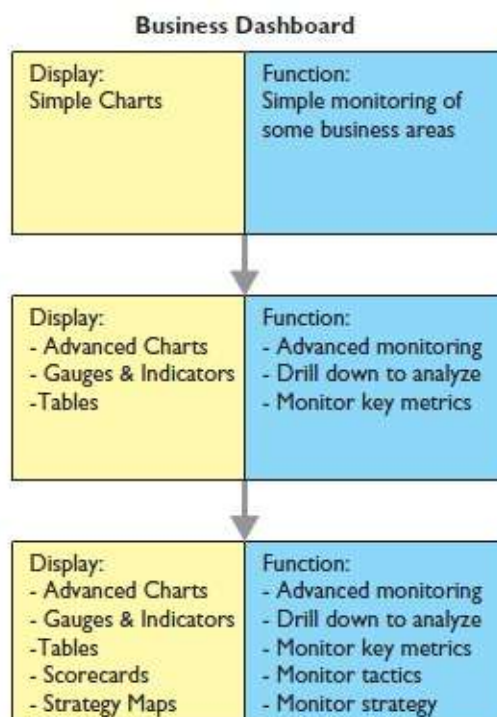 Business Dashboard
Display:
Simple Charts
Function:
Simple monitoring of
some business areas
Display:
- Advanced Charts
- Gauges & Indicators
-Tables
Function:
- Advanced monitoring
- Drill down to analyze
- Monitor key metrics
Display:
- Advanced Charts
- Gauges & Indicators
-Tables
- Scorecards
- Strategy Maps
Function:
- Advanced monitoring
- Drill down to analyze
- Monitor key metrics
- Monitor tactics
- Monitor strategy